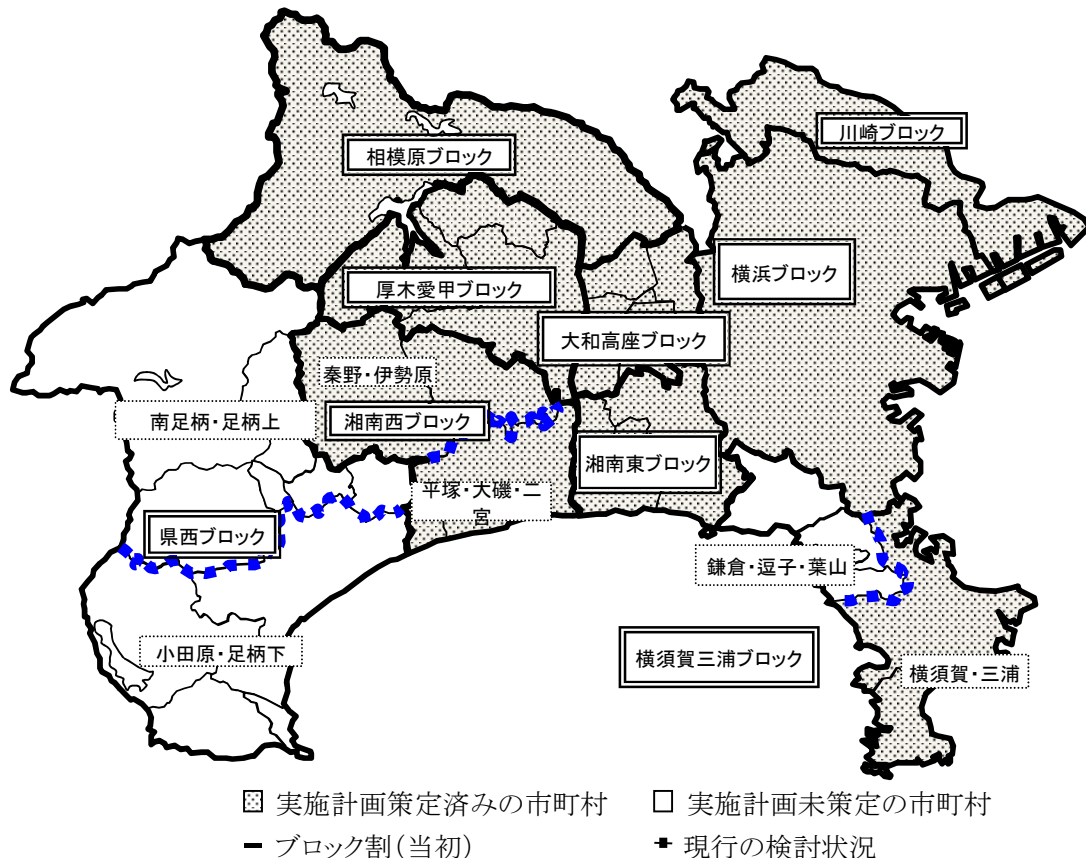 川崎ブロック
相模原ブロック
横浜ブロック
厚木愛甲ブロック
大和高座ブロック
秦野・伊勢原
南足柄・足柄上
湘南西ブロック
湘南東ブロック
平塚・大磯・二
宮
県西ブロック
鎌倉・逗子・葉山
小田原・足柄下
横須賀三浦ブロック
横須賀・三浦
実施計画策定済みの市町村
実施計画未策定の市町村
ブロック割(当初)
現行の検討状況